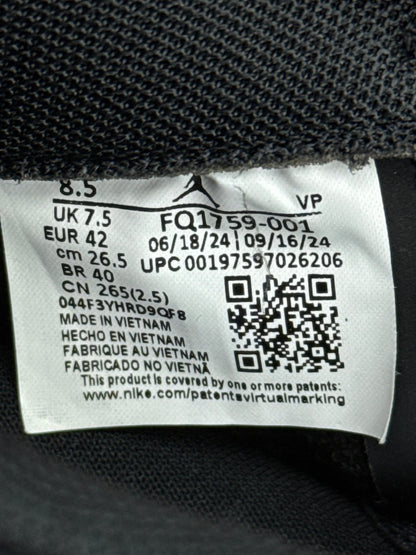 8.5
VP
UK 7.5 FQ1759-001
EUR 42 06/18/24 | 09/16/24
cm 26.5 UPC 00197597026206
BR 40
CN 265(2.5)
044F3YHRD9QF8
MADE IN VIETNAM
HECHO EN VIETNAM
FABRIQUE AU VIETNAM
FABRICADO NO VIETNÃ
This product is covered by one or more patents:
www.nike.com/patentsvirtualmarking